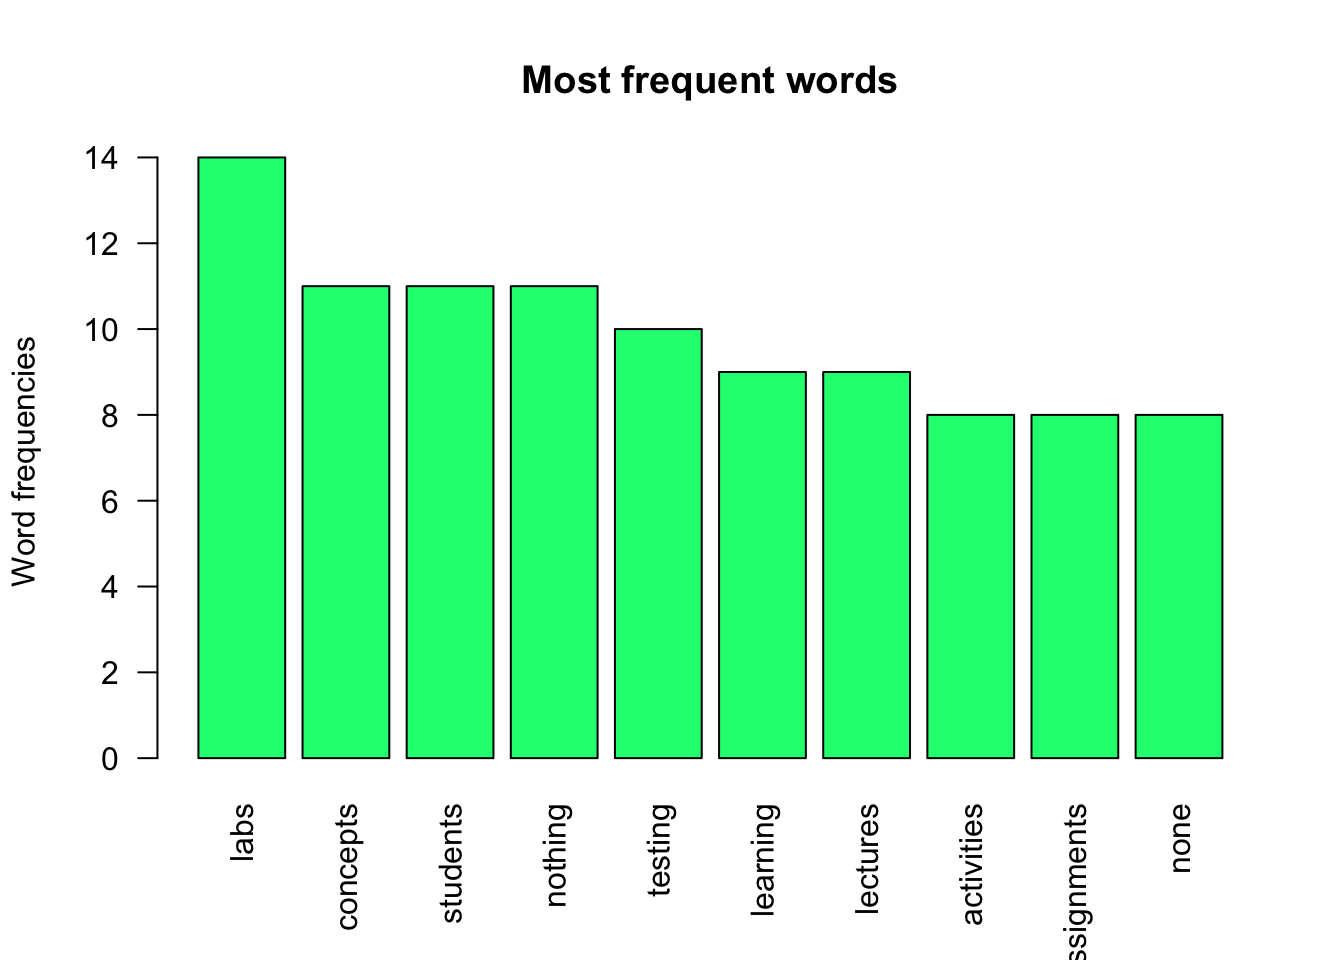 Most frequent words
Word frequencies
14
12
10
8
6
4
2
0
labs
concepts
students
nothing
testing
learning
lectures
activities
ssignments
none